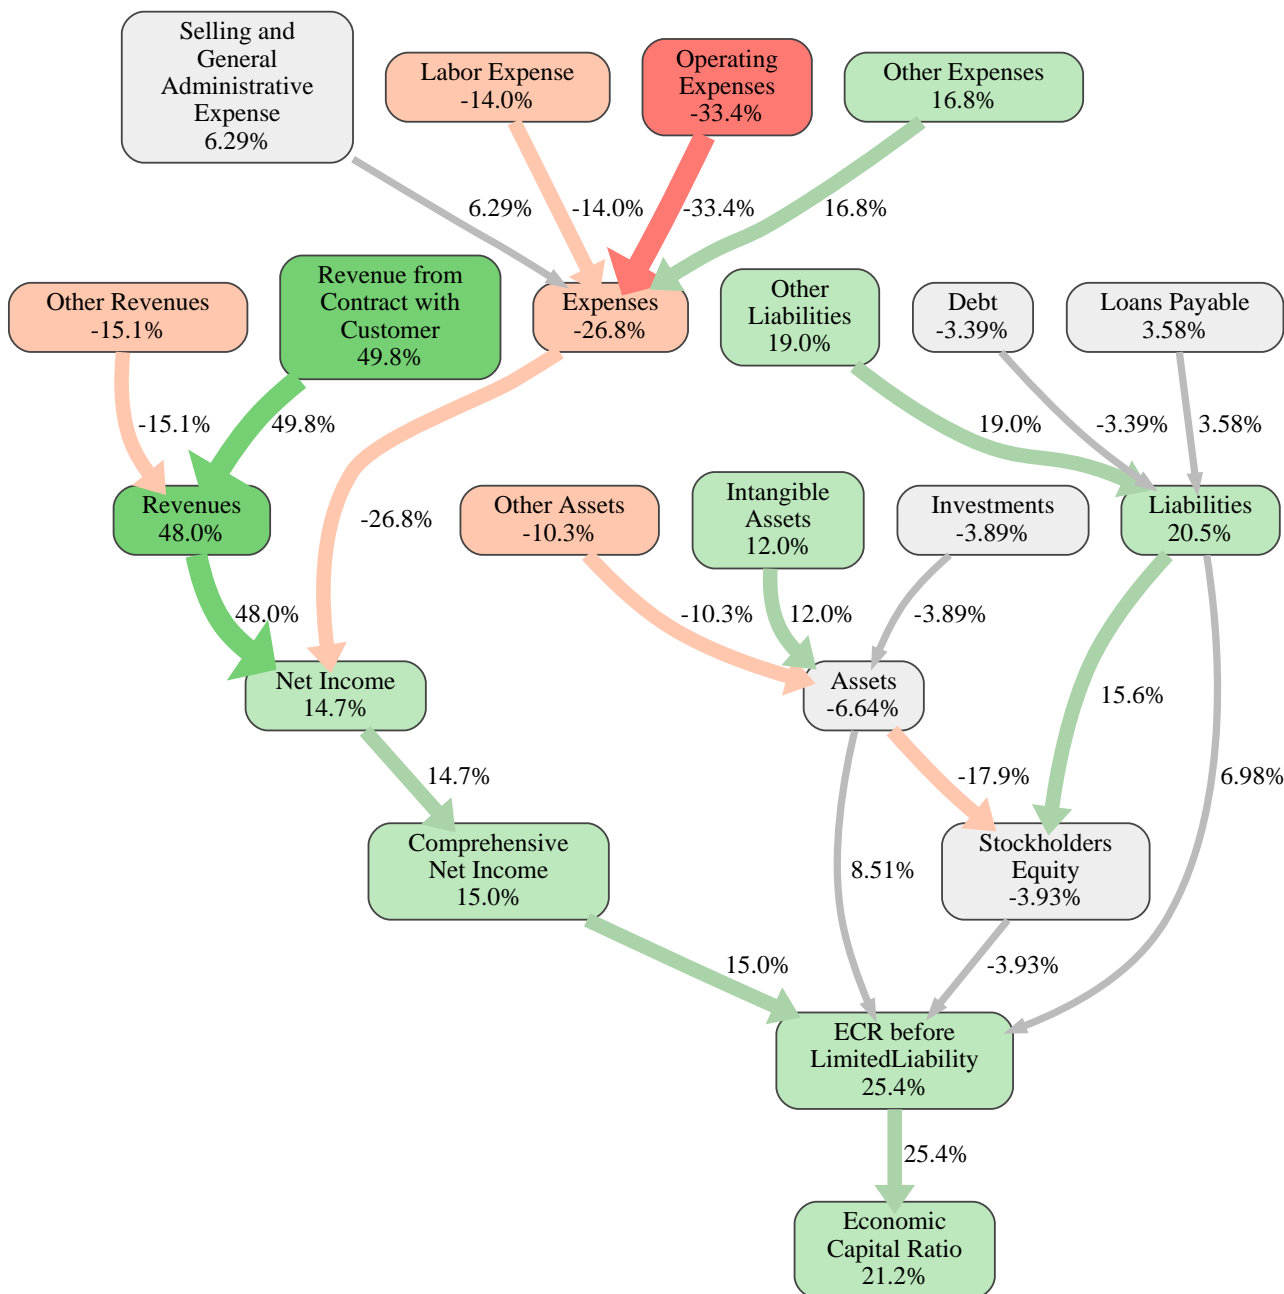 Selling and
General
Administrative
Expense
6.29%
Labor Expense
-14.0%
Operating
Expenses
-33.4%
Other Expenses
16.8%
6.29%
-14.0%
-33.4%
16.8%
Other Revenues
-15.1%
Revenue from
Contract with
Customer
49.8%
Expenses
-26.8%
Other
Liabilities
19.0%
Debt
-3.39%
Loans Payable
3.58%
-15.1%
49.8%
-26.8%
19.0%
-3.39%
3.58%
Revenues
48.0%
Other Assets
-10.3%
Intangible
Assets
12.0%
Investments
-3.89%
Liabilities
20.5%
48.0%
-10.3%
12.0%
-3.89%
15.6%
6.98%
Net Income
14.7%
Assets
-6.64%
14.7%
-17.9%
8.51%
Comprehensive
Net Income
15.0%
Stockholders
Equity
-3.93%
15.0%
-3.93%
ECR before
LimitedLiability
25.4%
25.4%
Economic
Capital Ratio
21.2%